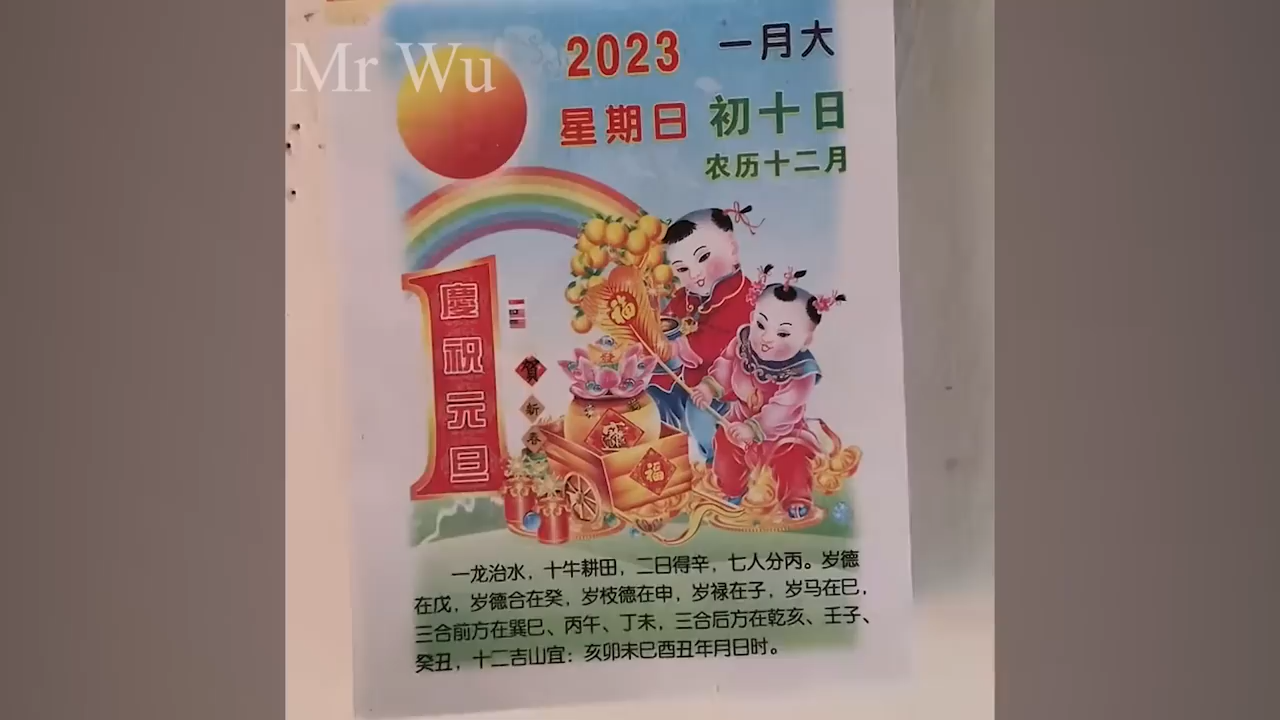 Mr Wu
2023
一月大
星期日
初十日
农历十二月
慶祝元旦
賀新春
福
福
一龙治水，十牛耕田，二日得辛，七人分丙。岁德
在戊，岁德合在癸，岁枝德在申，岁禄在子，岁马在巳，
三合前方在巽巳、丙午、丁未，三合后方在乾亥、壬子、
癸丑，十二吉山宜：亥卯未巳酉丑年月日时。